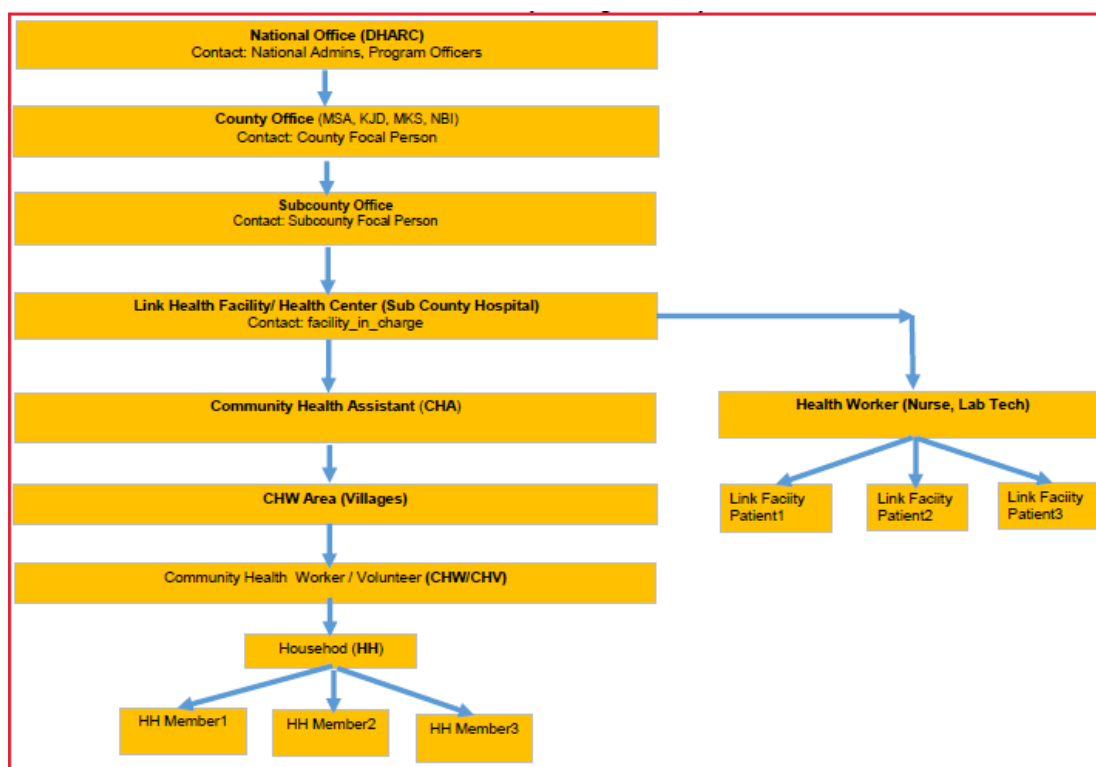 National Office (DHARC)
Contact: National Admins, Program Officers
County Office (MSA, KJD, MKS, NBI)
Contact: County Focal Person
Subcounty Office
Contact: Subcounty Focal Person
Link Health Facility/ Health Center (Sub County Hospital)
Contact: facility_in_charge
Community Health Assistant (CHA)
Health Worker (Nurse, Lab Tech)
CHW Area (Villages)
Link Faciity
Patient1
Link Faciity
Patient2
Link Faciity
Patient3
Community Health Worker / Volunteer (CHW/CHV)
Househod (HH)
HH Member1
HH Member2
HH Member3